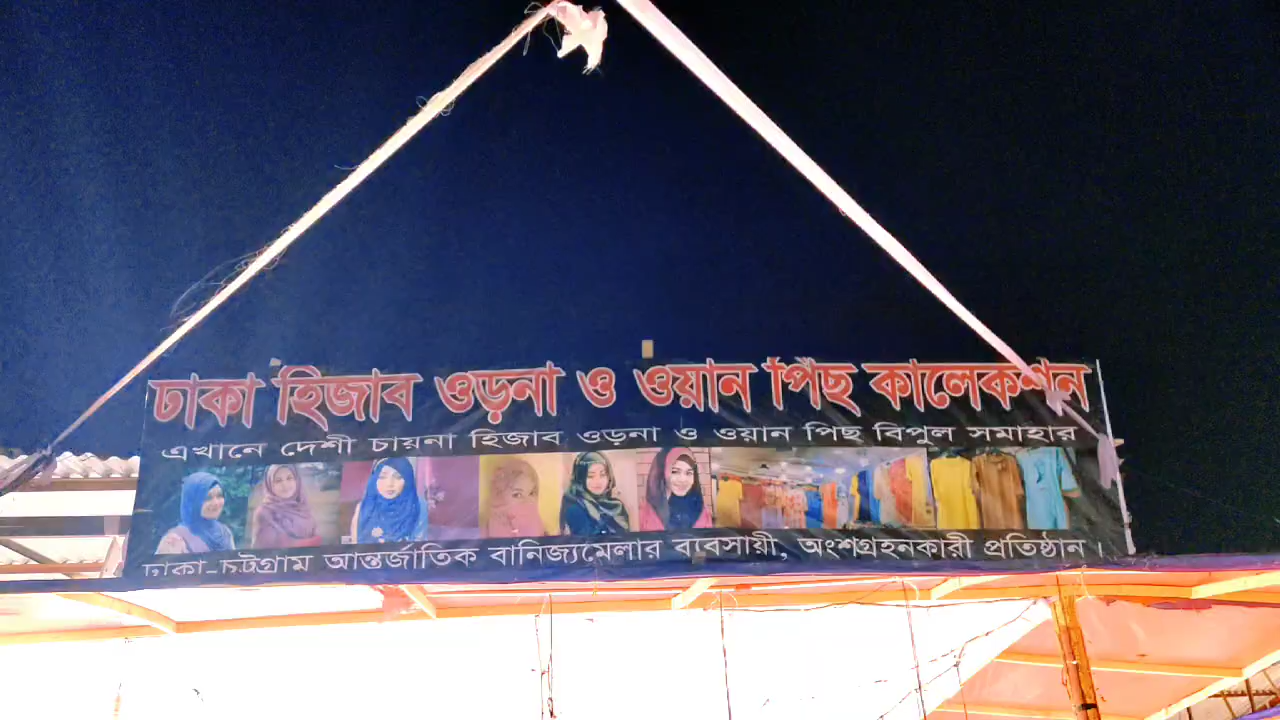 ঢাকা হিজাব ওড়না ও ওয়ান পিছ কালেকশন
এখানে দেশী চায়না হিজাব ওড়না ও ওয়ান পিছ বিপুল সমাহার
ঢাকা-চট্টগ্রাম আন্তর্জাতিক বানিজ্যমেলার ব্যবসায়ী, অংশগ্রহনকারী প্রতিষ্ঠান।